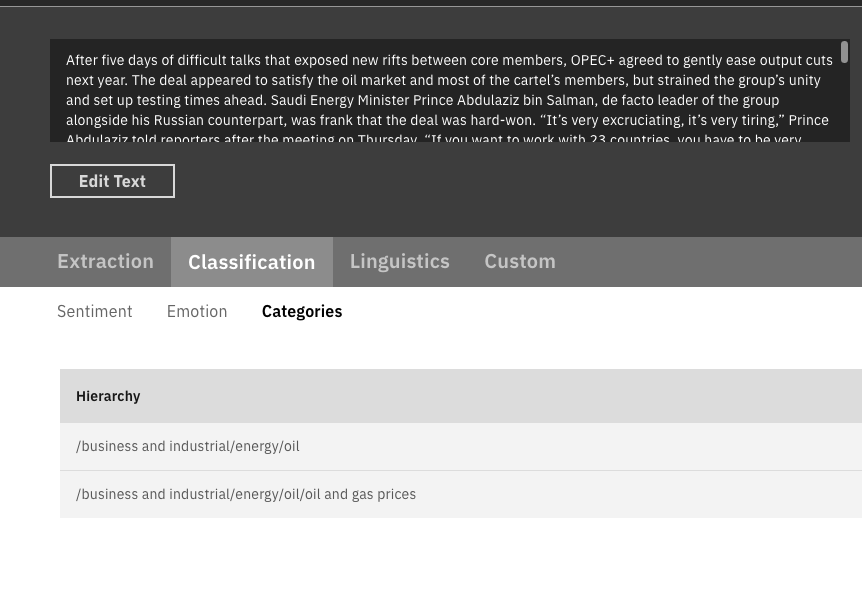 After five days of difficult talks that exposed new rifts between core members, OPEC+ agreed to gently ease output cuts
next year. The deal appeared to satisfy the oil market and most of the cartel’s members, but strained the group’s unity
and set up testing times ahead. Saudi Energy Minister Prince Abdulaziz bin Salman, de facto leader of the group
alongside his Russian counterpart, was frank that the deal was hard-won. “It’s very excruciating, it’s very tiring,” Prince
Abdulaziz told reporters after the meeting on Thursday. “If you want to work with 23 countries, you have to be very
Edit Text
Extraction Classification Linguistics Custom
Sentiment Emotion Categories
Hierarchy
/business and industrial/energy/oil
/business and industrial/energy/oil/oil and gas prices